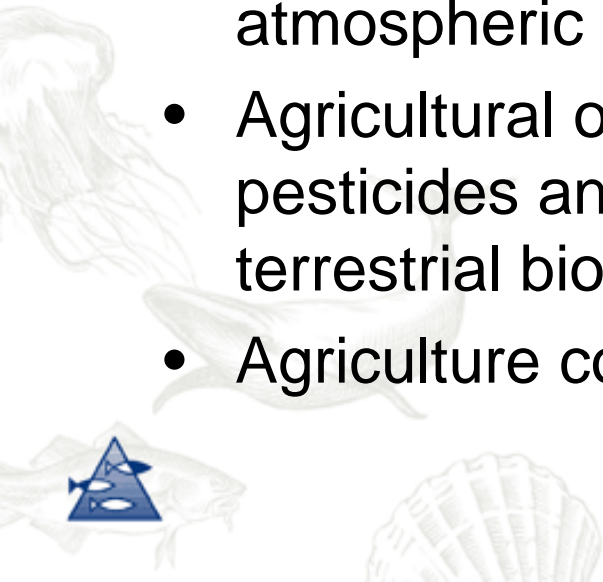 atmospheric
• Agricultural o
pesticides an
terrestrial bio
• Agriculture co